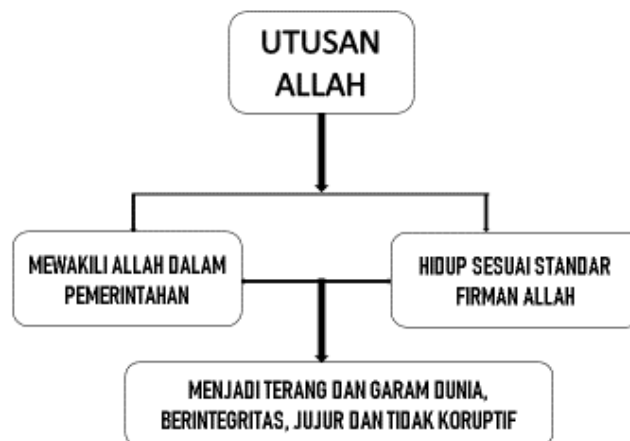 UTUSAN
ALLAH
MEWAKILI ALLAH DALAM
PEMERINTAHAN
HIDUP SESUAI STANDAR
FIRMAN ALLAH
MENJADI TERANG DAN GARAM DUNIA,
BERINTEGRITAS, JUJUR DAN TIDAK KORUPTIF